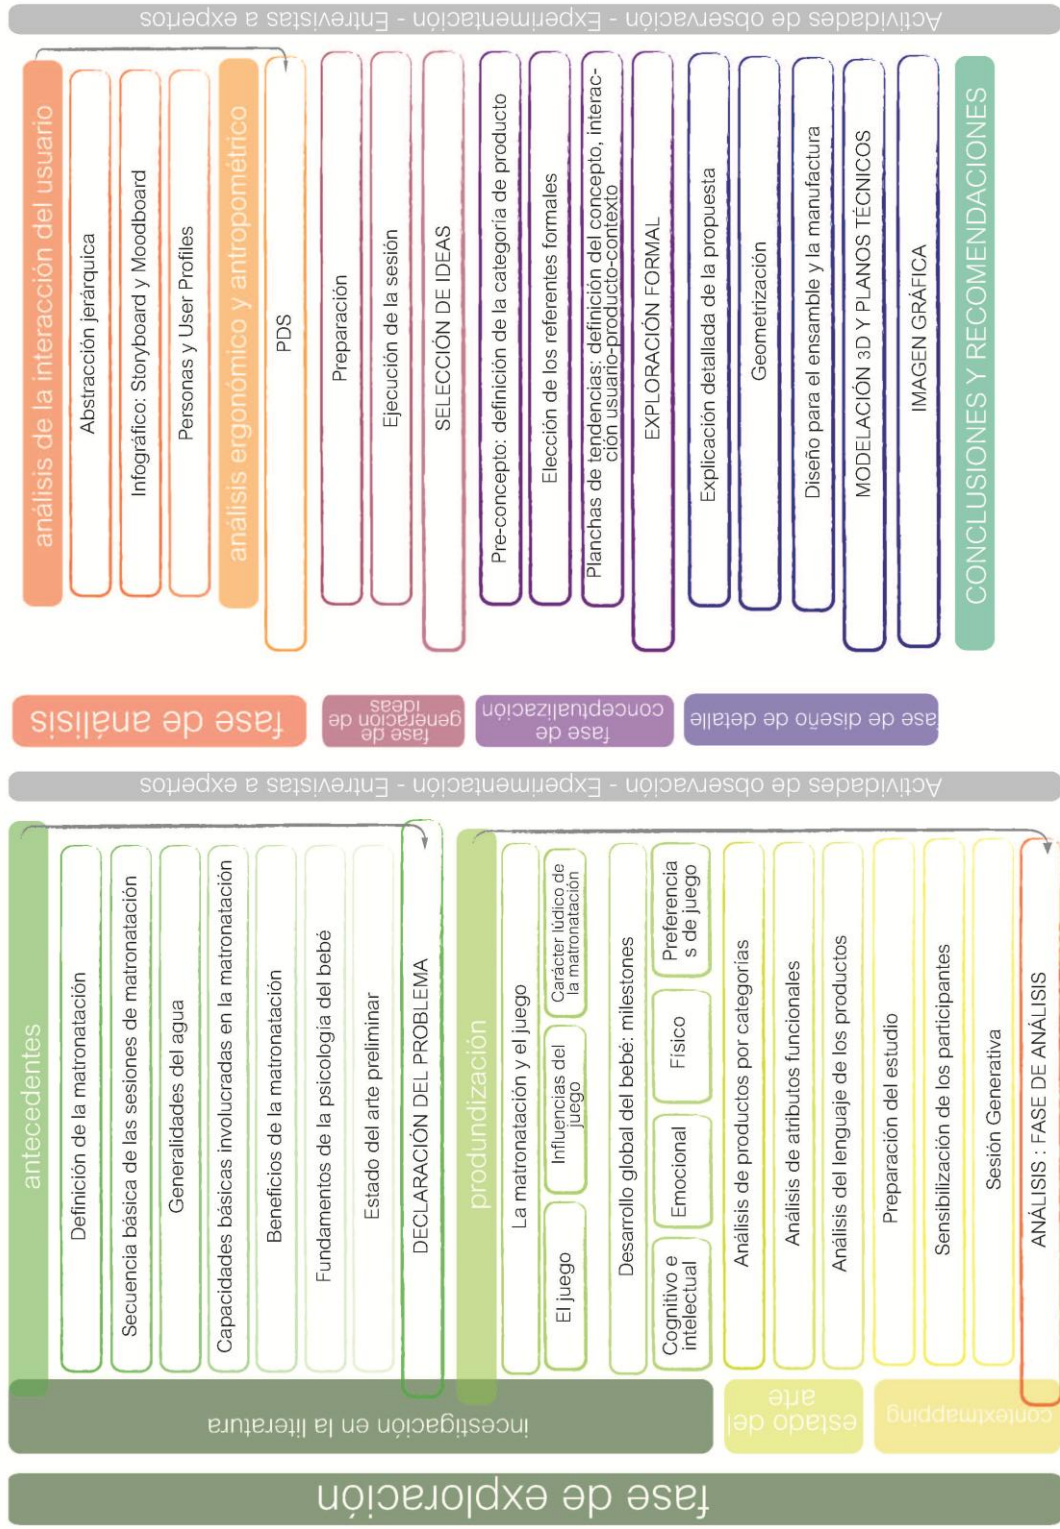 fase de exploración
investigación en la literatura
antecedentes
Definición de la matronatación
Secuencia básica de las sesiones de matronatación
Generalidades del agua
Capacidades básicas involucradas en la matronatación
Beneficios de la matronatación
Fundamentos de la psicología del bebé
Estado del arte preliminar
DECLARACIÓN DEL PROBLEMA
produndización
La matronatación y el juego
El juego
Influencias del
juego
Carácter lúdico de
la matronatación
Desarrollo global del bebé: milestones
Cognitivo e
intelectual
Emocional
Físico
Preferencia
s de juego
estado del
arte
Análisis de productos por categorías
Análisis de atributos funcionales
Análisis del lenguaje de los productos
contextmapping
Preparación del estudio
Sensibilización de los participantes
Sesión Generativa
ANÁLISIS : FASE DE ANÁLISIS
Actividades de observación - Experimentación - Entrevistas a expertos
fase de análisis
análisis de la interacción del usuario
Abstracción jerárquica
Infográfico: Storyboard y Moodboard
Personas y User Profiles
análisis ergonómico y antropométrico
PDS
fase de
generación de
ideas
Preparación
Ejecución de la sesión
SELECCIÓN DE IDEAS
fase de
conceptualización
Pre-concepto: definición de la categoría de producto
Elección de los referentes formales
Planchas de tendencias: definición del concepto, interac-
ción usuario-producto-contexto
EXPLORACIÓN FORMAL
fase de diseño de detalle
Explicación detallada de la propuesta
Geometrización
Diseño para el ensamble y la manufactura
MODELACIÓN 3D Y PLANOS TÉCNICOS
IMAGEN GRÁFICA
CONCLUSIONES Y RECOMENDACIONES
Actividades de observación - Experimentación - Entrevistas a expertos